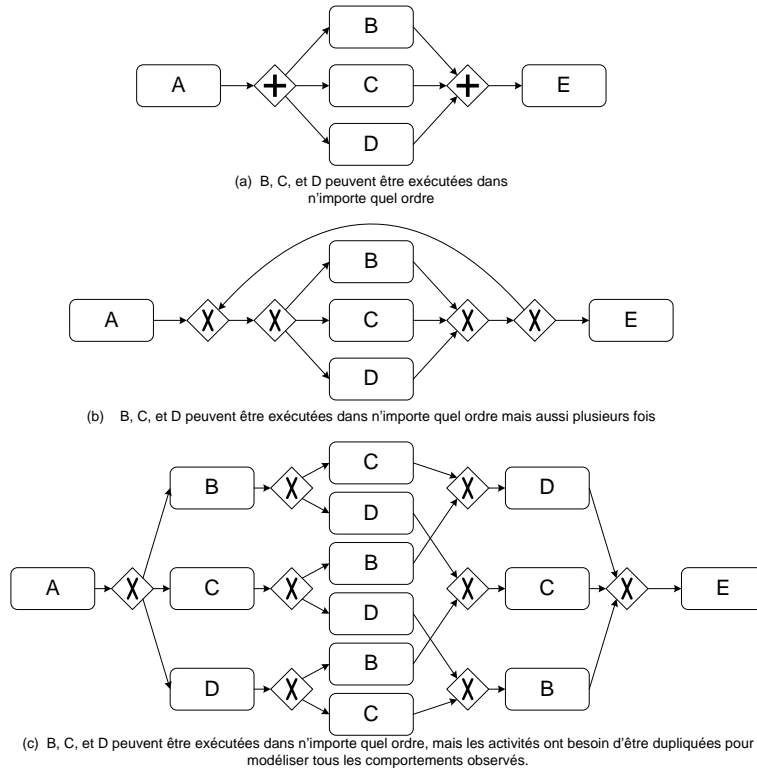 B
A
C
E
D
(a) B, C, et D peuvent être exécutées dans
n'importe quel ordre
B
A
X
X
C
X
X
E
D
(b) B, C, et D peuvent être exécutées dans n'importe quel ordre mais aussi plusieurs fois
C
B
X
X
D
D
B
A
X
C
X
X
C
X
E
D
B
D
X
X
B
C
(c) B, C, et D peuvent être exécutées dans n'importe quel ordre, mais les activités ont besoin d'être dupliquées pour
modéliser tous les comportements observés.